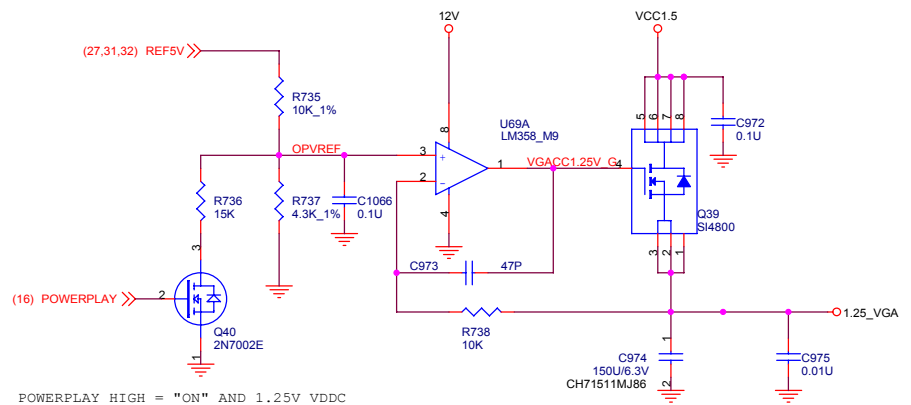 12V
VCC1.5
(27,31,32) REF5V
R735
10K_1%
5
6
7
8
C972
0.1U
U69A
LM358_M9
8
OPVREF
3
+
1
VGACC1.25V_G
4
2
-
R736
15K
R737
4.3K_1%
C1066
0.1U
4
Q39
SI4800
3
2
1
3
C973
47P
(16) POWERPLAY
2
1.25_VGA
R738
10K
Q40
2N7002E
1
1
C974
150U/6.3V
CH71511MJ86
2
C975
0.01U
POWERPLAY HIGH = "ON" AND 1.25V VDDC